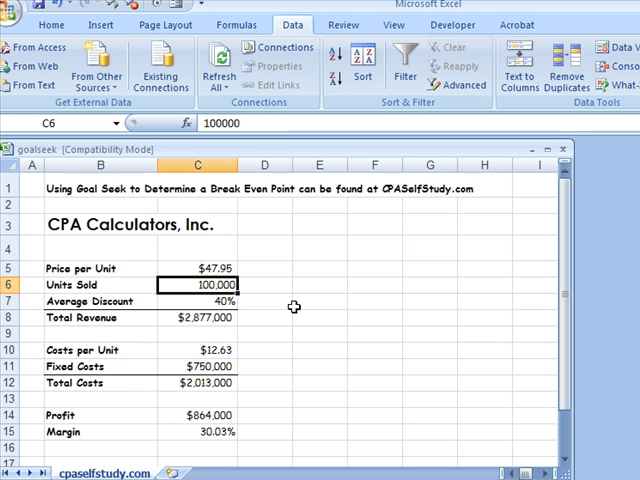 Microsoft Excel
Home Insert Page Layout Formulas Data Review View Developer Acrobat
From Access
From Web
From Text
From Other Sources
Existing Connections
Refresh All
Connections
Properties
Edit Links
Sort
Filter
Clear
Reapply
Advanced
Text to Columns
Remove Duplicates
Data
What-
Get External Data Connections Sort & Filter Data Tools
C6 fx 100000
goalseek [Compatibility Mode]
A B C D E F G H I
1 Using Goal Seek to Determine a Break Even Point can be found at CPASelfStudy.com
2
3 CPA Calculators, Inc.
4
5 Price per Unit $47.95
6 Units Sold 100,000
7 Average Discount 40%
8 Total Revenue $2,877,000
9
10 Costs per Unit $12.63
11 Fixed Costs $750,000
12 Total Costs $2,013,000
13
14 Profit $864,000
15 Margin 30.03%
16
17
cpaselfstudy.com